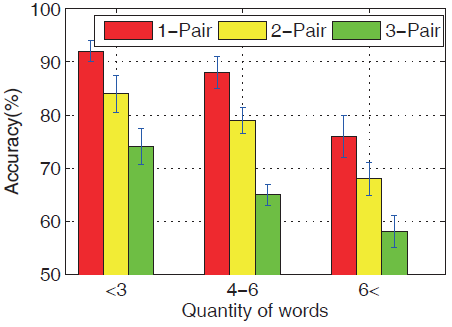 100
1-Pair 2-Pair 3-Pair
90
80
70
60
50
Accuracy(%)
<3 4-6 6<
Quantity of words